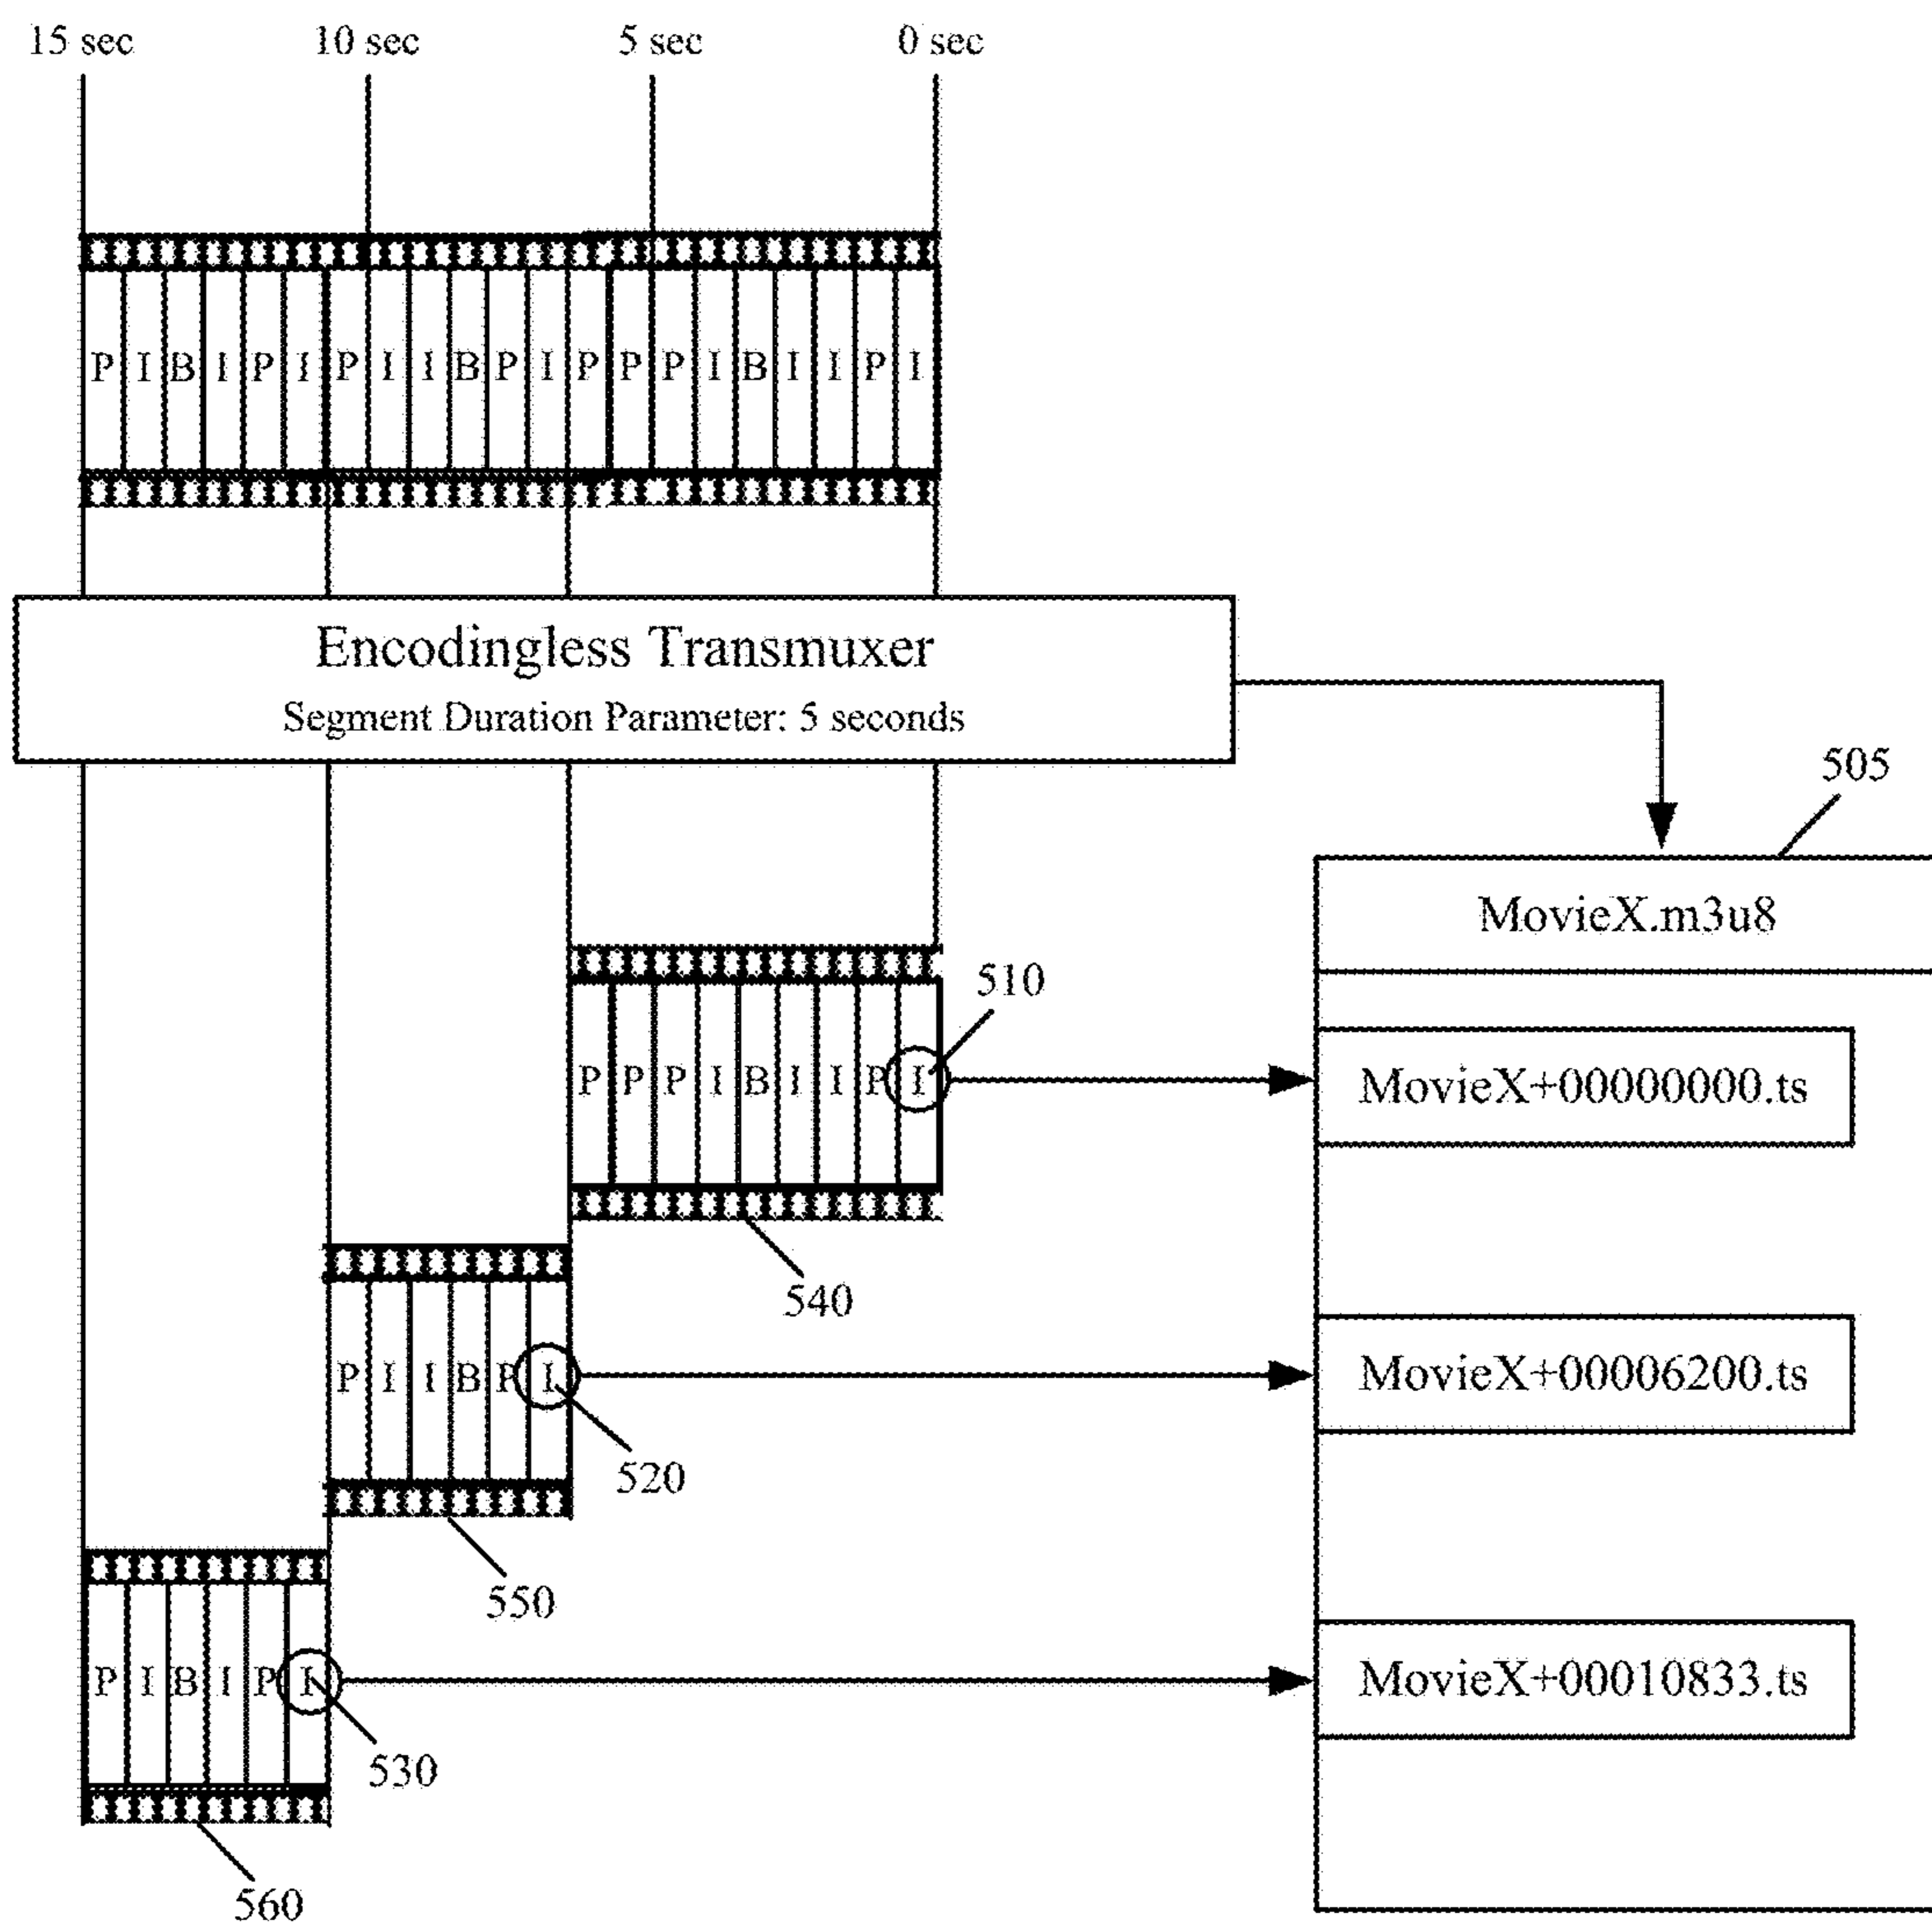 15 sec 10 sec 5 sec 0 sec
P I B I P I P I I B P I P P P I B I I P I
Encodingless Transmuxer
Segment Duration Parameter: 5 seconds
505
MovieX.m3u8
510
P P P I B I I P I
MovieX+00000000.ts
540
P I I B P I
MovieX+00006200.ts
520
550
P I B I P I
MovieX+00010833.ts
530
560